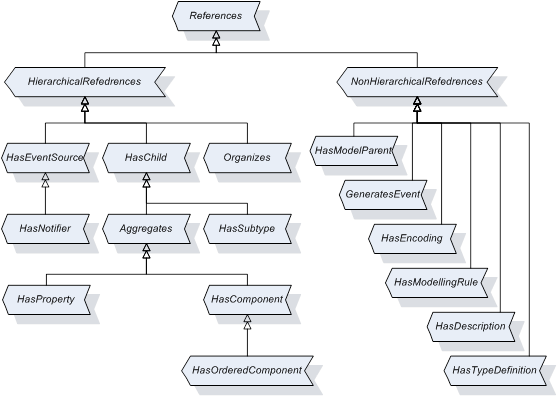 References
HierarchicalRefedrences
NonHierarchicalRefedrences
HasEventSource
HasChild
Organizes
HasModelParent
GeneratesEvent
HasNotifier
Aggregates
HasSubtype
HasEncoding
HasModellingRule
HasProperty
HasComponent
HasDescription
HasOrderedComponent
HasTypeDefinition